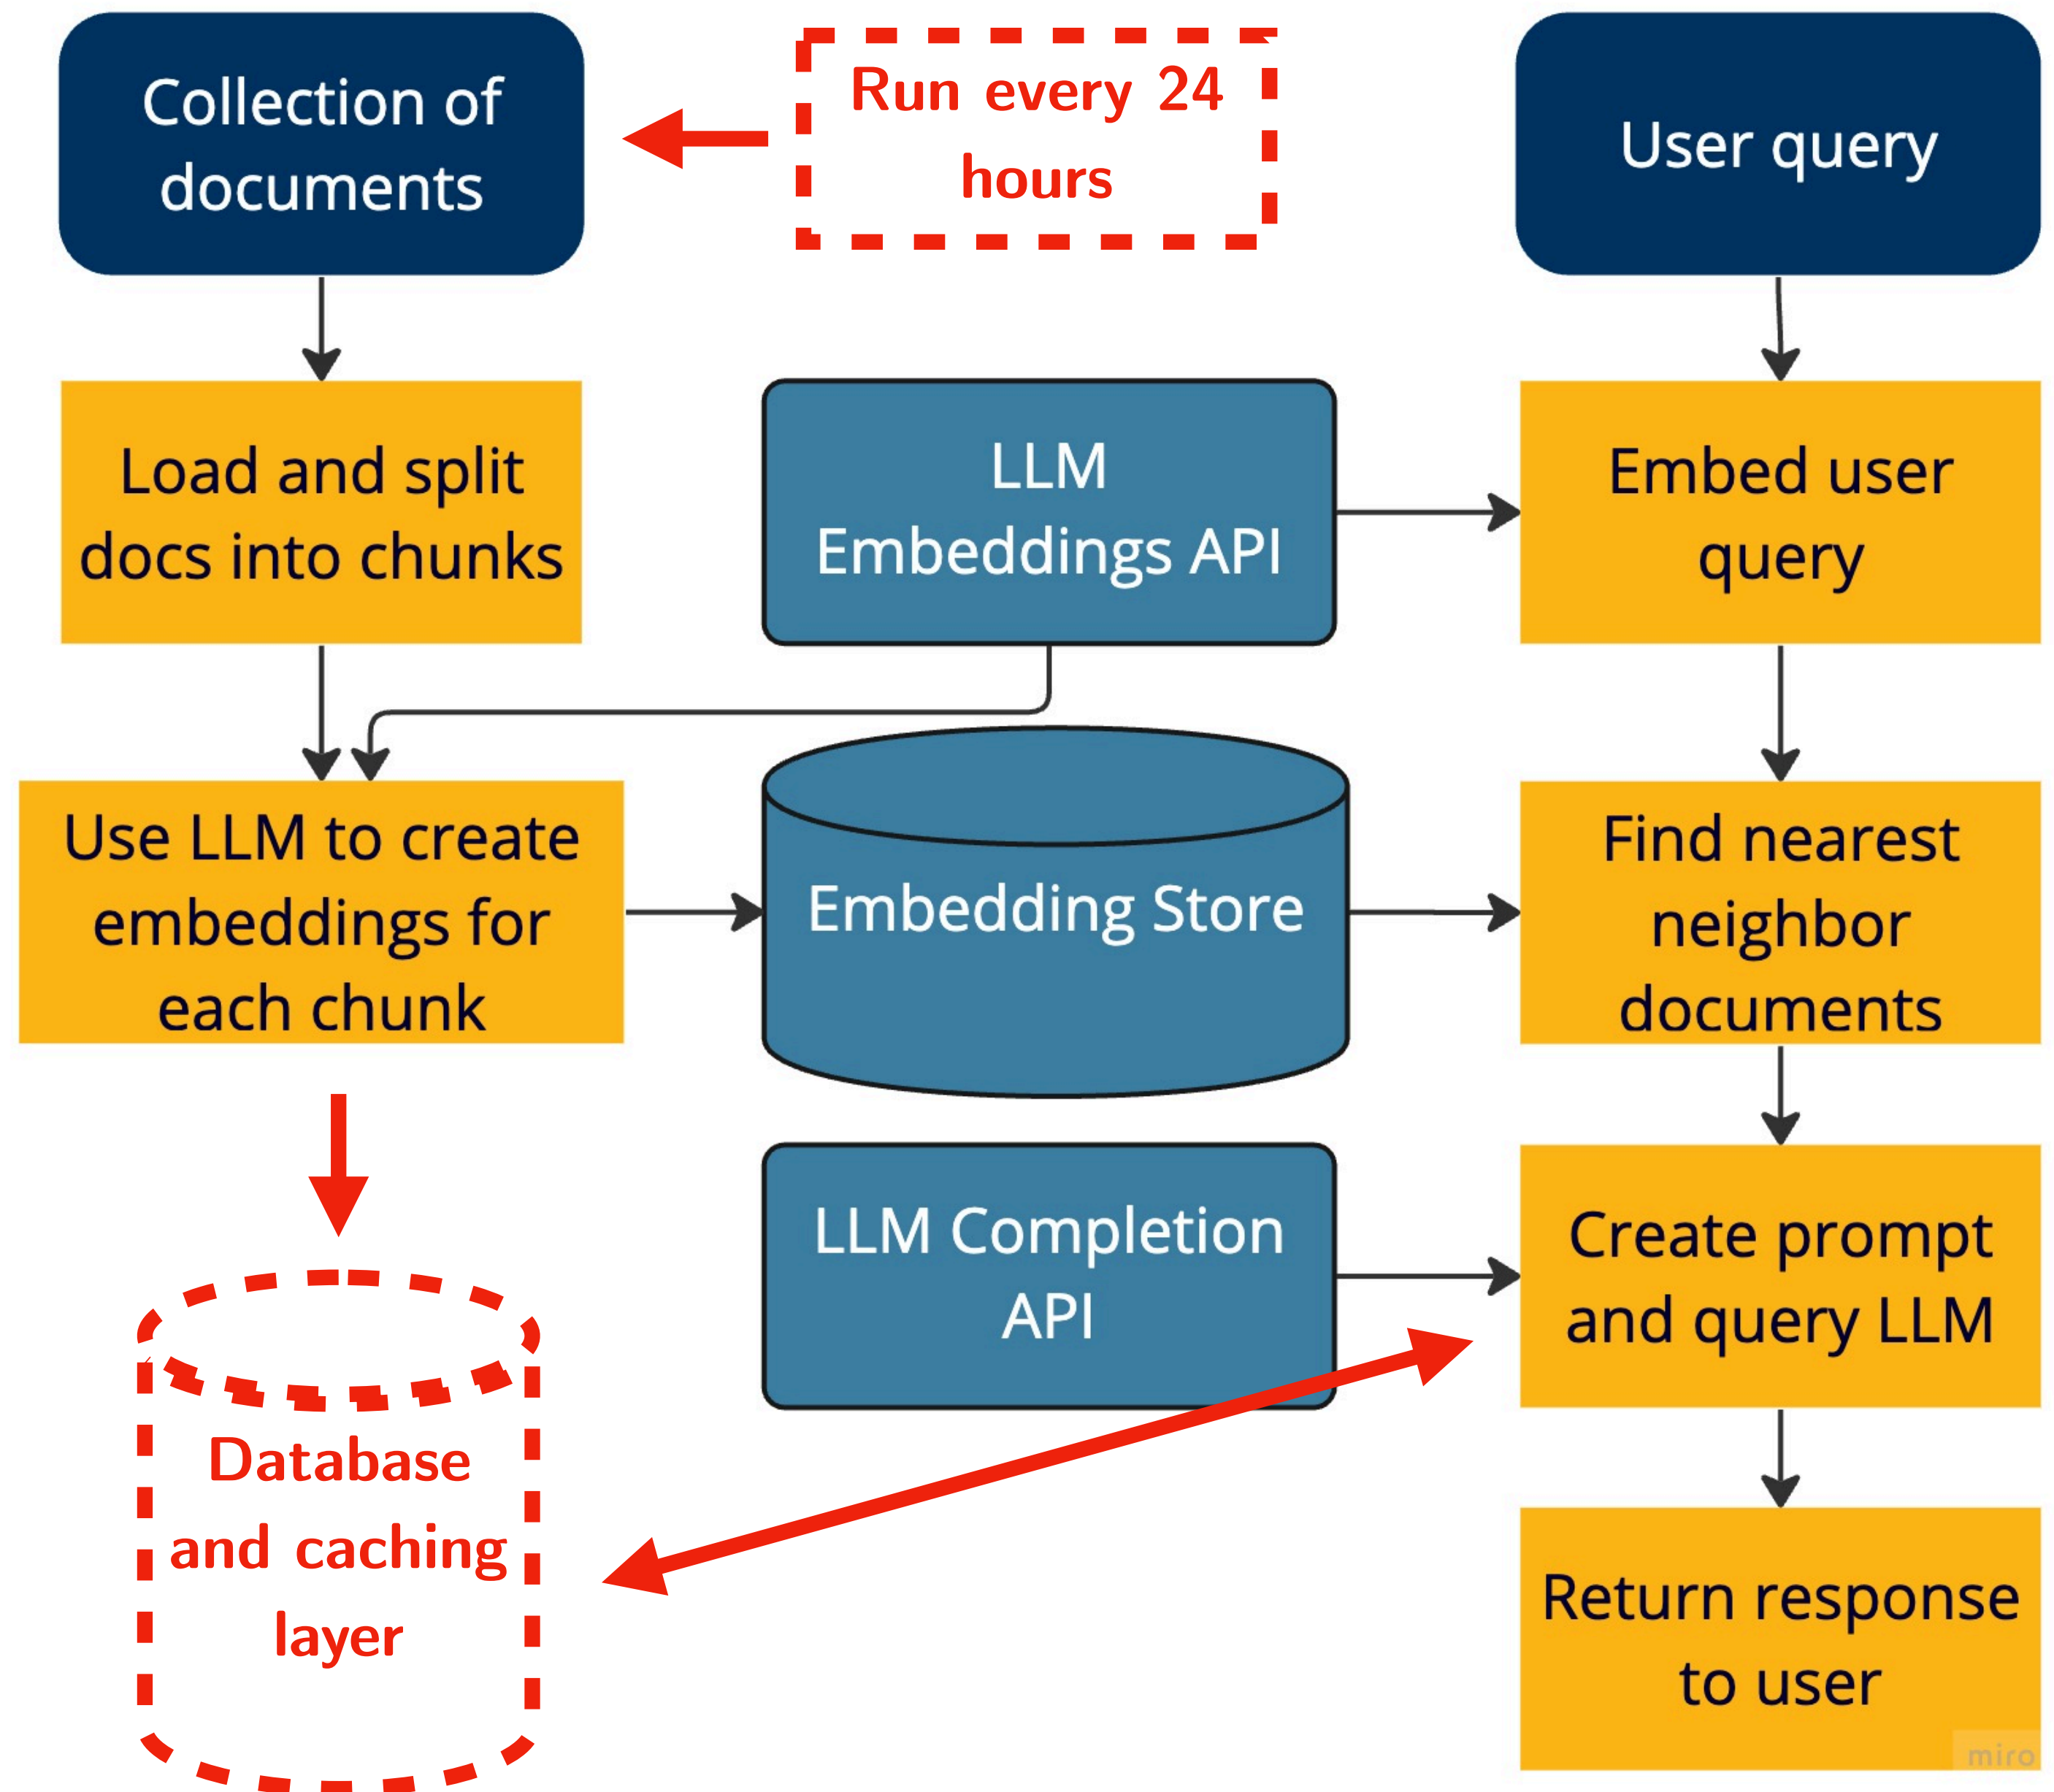 Collection of
documents
Run every 24
hours
User query
Load and split
docs into chunks
LLM
Embeddings API
Embed user
query
Use LLM to create
embeddings for
each chunk
Embedding Store
Find nearest
neighbor
documents
LLM Completion
API
Create prompt
and query LLM
Database
and caching
layer
Return response
to user
miro